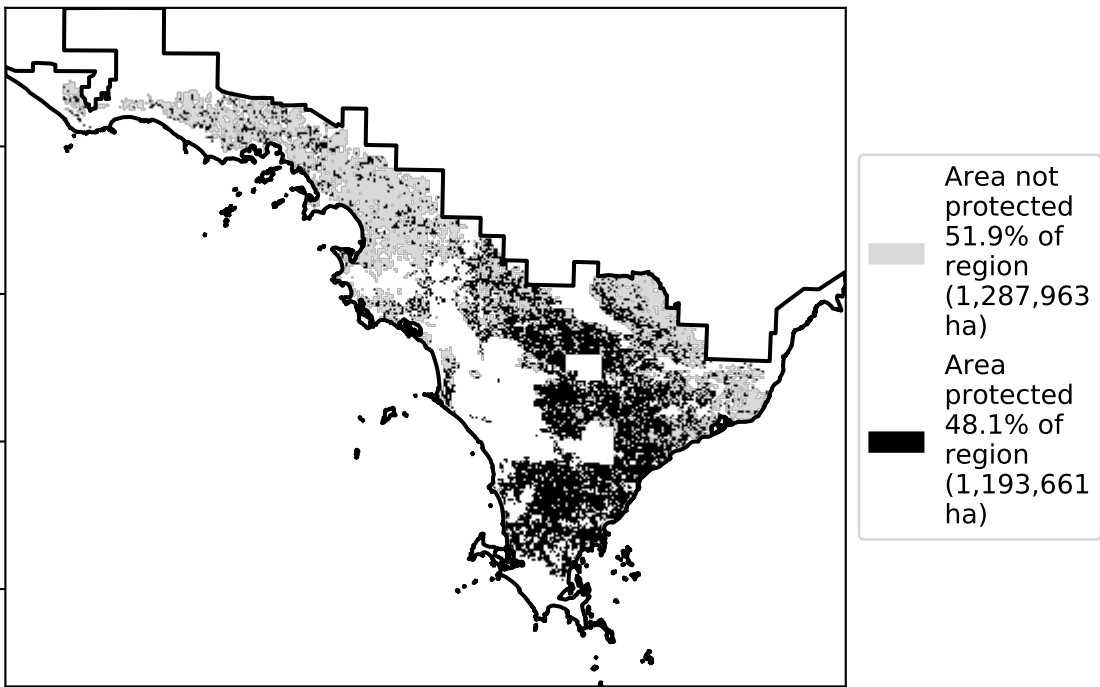 Area not
protected
51.9% of
region
(1,287,963
ha)
Area
protected
48.1% of
region
(1,193,661
ha)